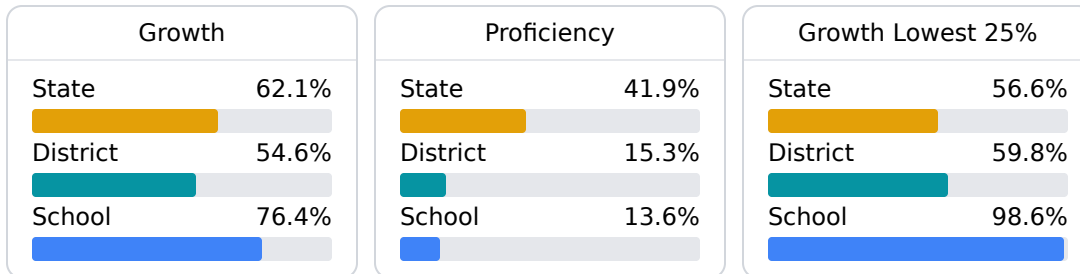 Growth
State 62.1%
District 54.6%
School 76.4%
Proficiency
State 41.9%
District 15.3%
School 13.6%
Growth Lowest 25%
State 56.6%
District 59.8%
School 98.6%